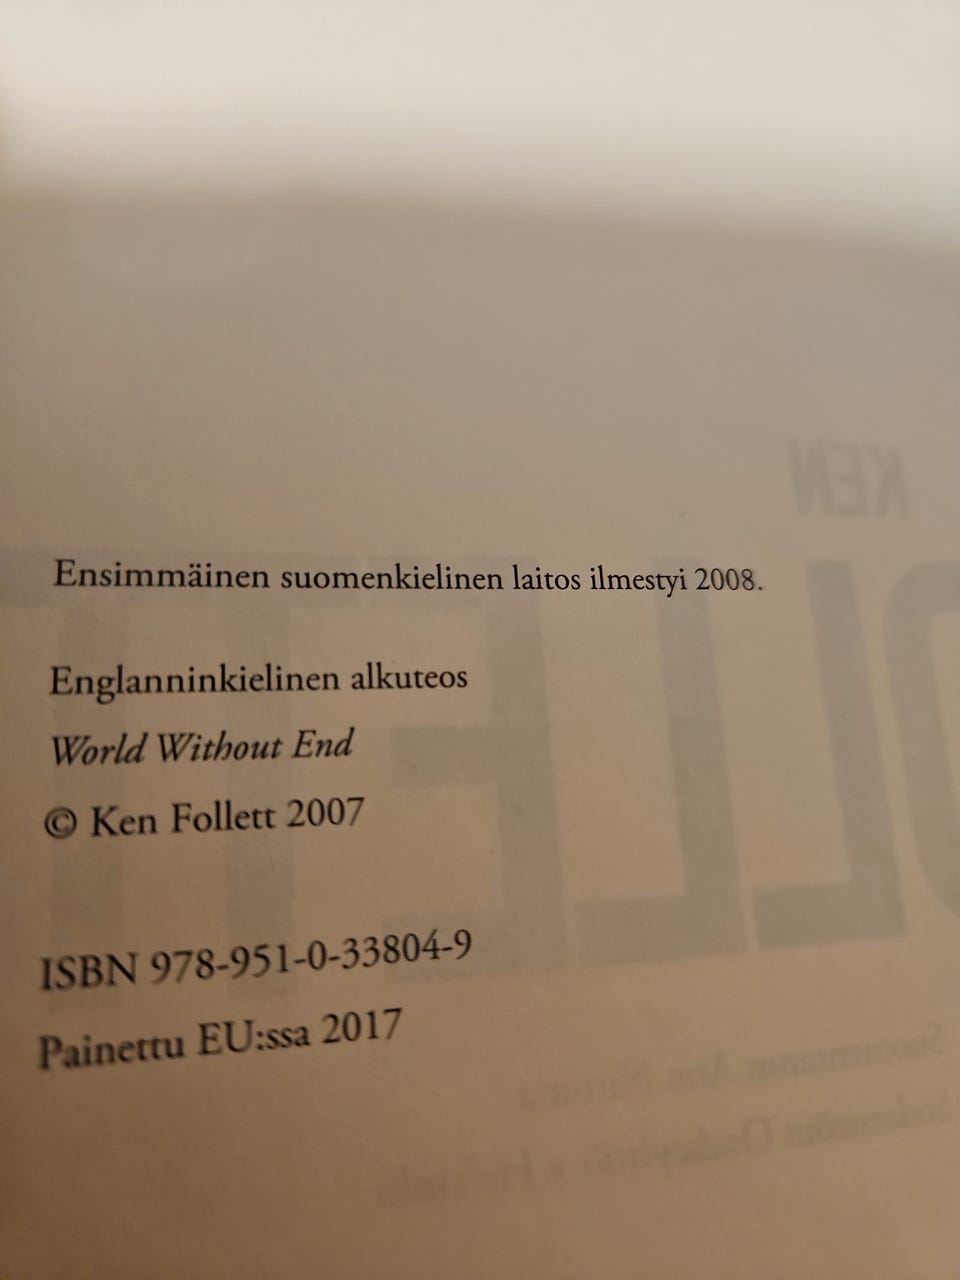 Ensimmäinen suomenkielinen laitos ilmestyi 2008.
Englanninkielinen alkuteos
World Without End
© Ken Follett 2007
ISBN 978-951-0-33804-9
Painettu EU:ssa 2017
KEN